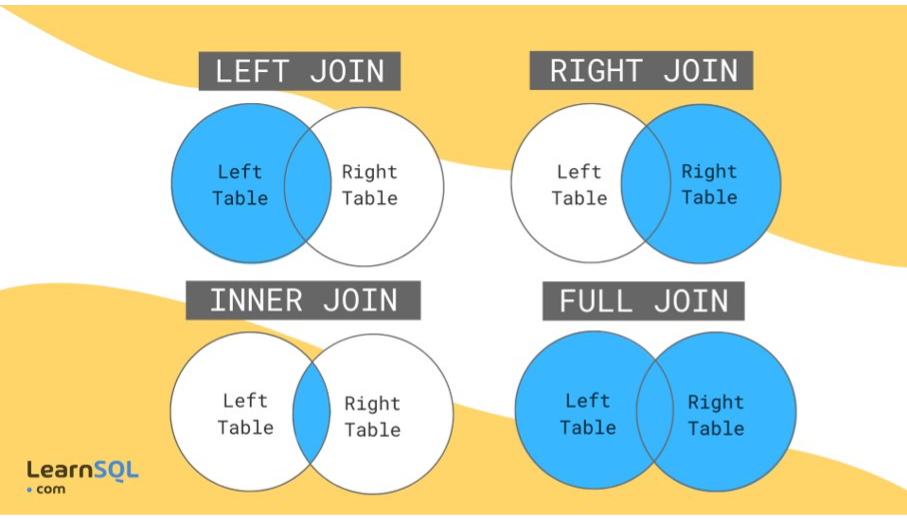 LEFT JOIN
Left
Table
Right
Table
RIGHT JOIN
Left
Table
Right
Table
INNER JOIN
Left
Table
Right
Table
FULL JOIN
Left
Table
Right
Table
LearnSQL
• com